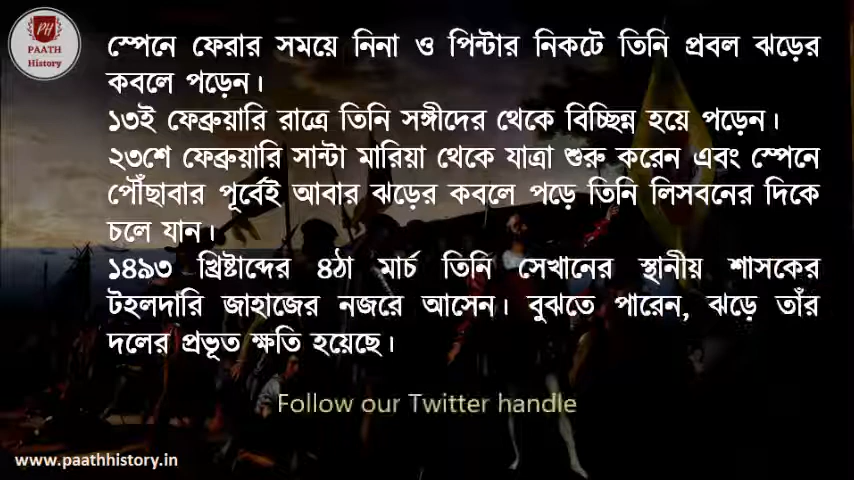 PH
PAATH
History
স্পেনে ফেরার সময়ে নিনা ও পিন্টার নিকটে তিনি প্রবল ঝড়ের
কবলে পড়েন।
১৩ই ফেব্রুয়ারি রাত্রে তিনি সঙ্গীদের থেকে বিচ্ছিন্ন হয়ে পড়েন।
২৩শে ফেব্রুয়ারি সান্টা মারিয়া থেকে যাত্রা শুরু করেন এবং স্পেনে
পৌঁছাবার পূর্বেই আবার ঝড়ের কবলে পড়ে তিনি লিসবনের দিকে
চলে যান।
১৪৯৩ খ্রিষ্টাব্দের ৪ঠা মার্চ তিনি সেখানের স্থানীয় শাসকের
টহলদারি জাহাজের নজরে আসেন। বুঝতে পারেন, ঝড়ে তাঁর
দলের প্রভূত ক্ষতি হয়েছে।
Follow our Twitter handle
www.paathhistory.in